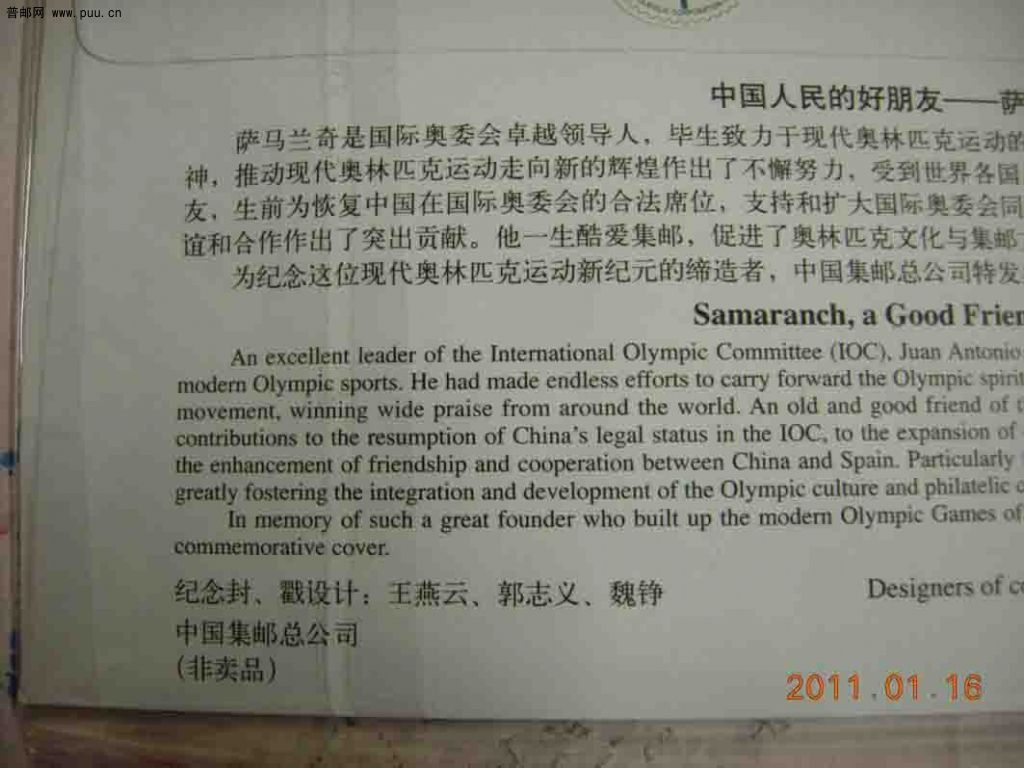 普邮网 www.puu.cn
中国人民的好朋友——萨
萨马兰奇是国际奥委会卓越领导人，毕生致力于现代奥林匹克运动的
神，推动现代奥林匹克运动走向新的辉煌作出了不懈努力，受到世界各国
友，生前为恢复中国在国际奥委会的合法席位，支持和扩大国际奥委会同
谊和合作作出了突出贡献。他一生酷爱集邮，促进了奥林匹克文化与集邮
为纪念这位现代奥林匹克运动新纪元的缔造者，中国集邮总公司特发
Samaranch, a Good Frien
An excellent leader of the International Olympic Committee (IOC), Juan Antonio
modern Olympic sports. He had made endless efforts to carry forward the Olympic spirit
movement, winning wide praise from around the world. An old and good friend of
contributions to the resumption of China's legal status in the IOC, to the expansion of
the enhancement of friendship and cooperation between China and Spain. Particularly
greatly fostering the integration and development of the Olympic culture and philatelic
In memory of such a great founder who built up the modern Olympic Games of
commemorative cover.
纪念封、戳设计：王燕云、郭志义、魏铮
Designers of
中国集邮总公司
(非卖品)
2011.01.16